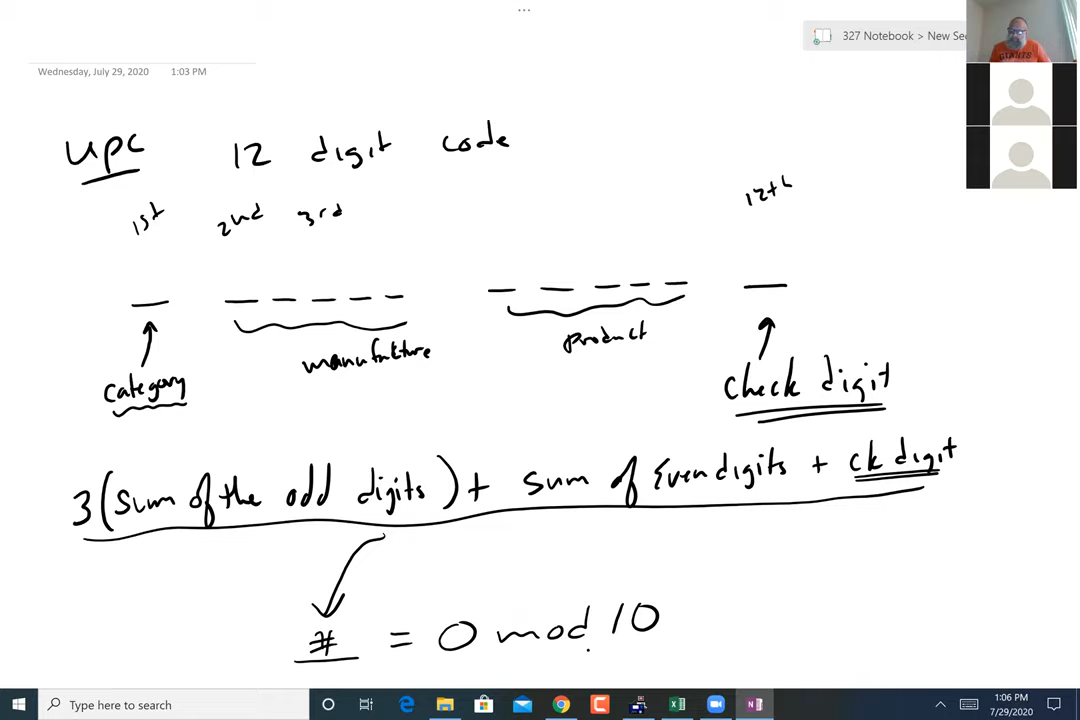 ...
327 Notebook > New Se
GIANTS
Wednesday, July 29, 2020 1:03 PM
UPC 12 digit code
1st 2nd 3rd 12th
manufakture product
category check digit
3(Sum of the odd digits) + Sum of Even digits + ck digit
# = 0 mod 10
Type here to search
1:06 PM
7/29/2020